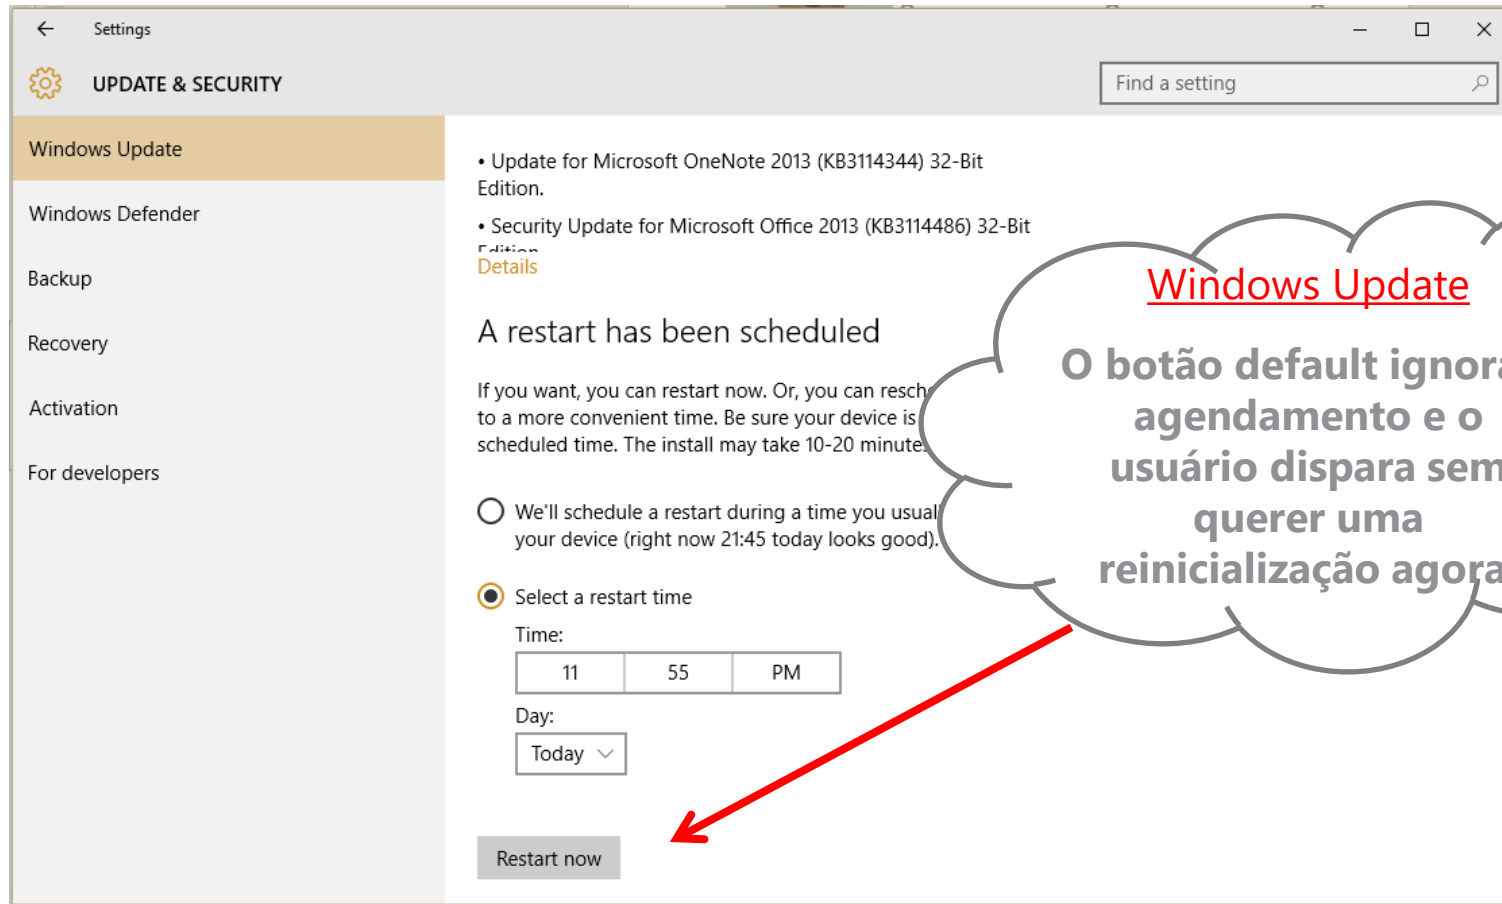 Settings
UPDATE & SECURITY
Find a setting
Windows Update
Windows Defender
Backup
Recovery
Activation
For developers
• Update for Microsoft OneNote 2013 (KB3114344) 32-Bit
Edition.
• Security Update for Microsoft Office 2013 (KB3114486) 32-Bit
Edition
Details
A restart has been scheduled
If you want, you can restart now. Or, you can resch
to a more convenient time. Be sure your device is
scheduled time. The install may take 10-20 minute
We'll schedule a restart during a time you usual
your device (right now 21:45 today looks good).
Select a restart time
Time:
11 55 PM
Day:
Today
Restart now
Windows Update
O botão default ignora
agendamento e o
usuário dispara sem
querer uma
reinicialização agora